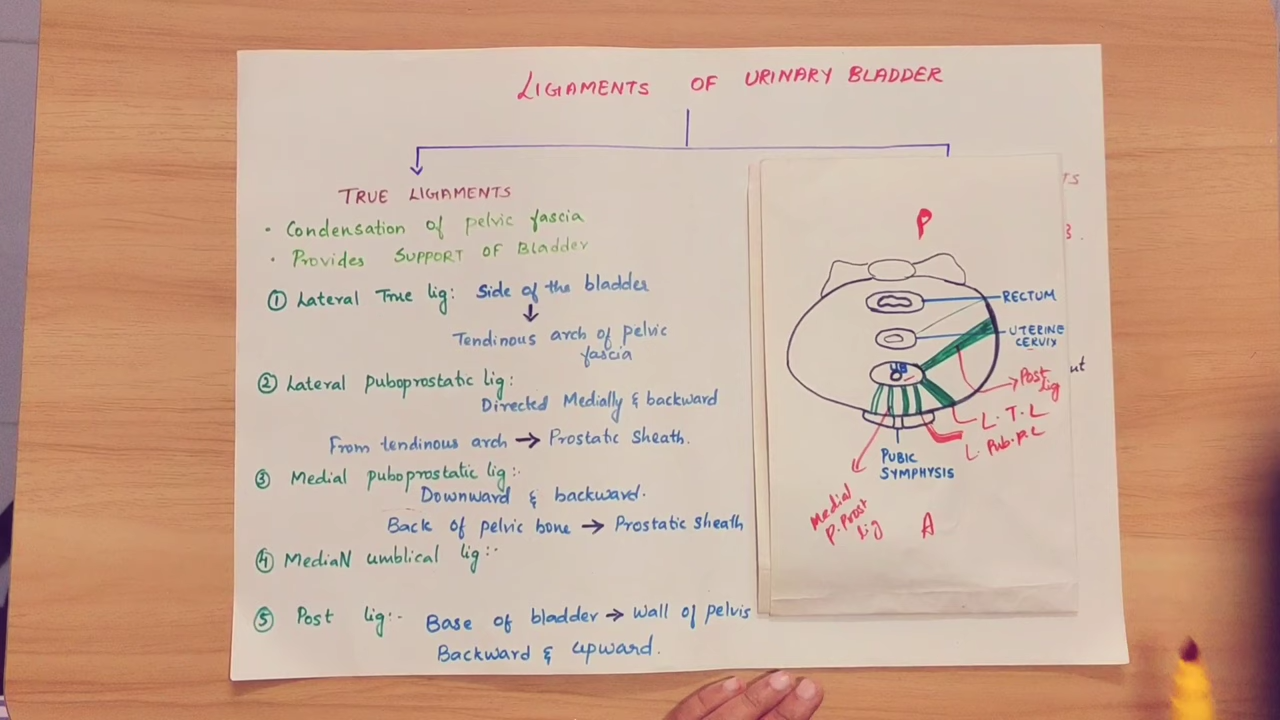 LIGAMENTS OF URINARY BLADDER
TRUE LIGAMENTS
• Condensation of pelvic fascia
• Provides SUPPORT OF Bladder
① Lateral True lig: Side of the bladder
↓
Tendinous arch of pelvic
fascia
② Lateral puboprostatic lig:
Directed Medially & backward
From tendinous arch → Prostatic Sheath.
③ Medial puboprostatic lig:-
Downward & backward.
Back of pelvic bone → Prostatic Sheath
④ MediaN umblical lig:-
⑤ Post lig:- Base of bladder → wall of pelvis
Backward & upward.
P
RECTUM
UTERINE
CERVIX
UB
Post
lig
L. T. L
L. Pub. P. L
PUBIC
SYMPHYSIS
Medial
P. Prost
lig
A